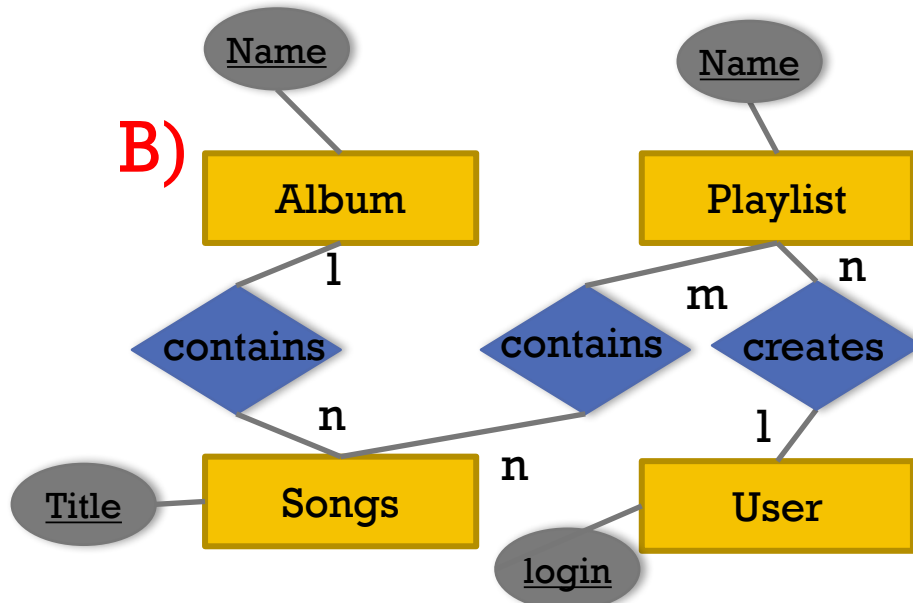 Name
Name
B)
Album
Playlist
1
n
m
contains
contains
creates
n
1
n
Title
Songs
User
login